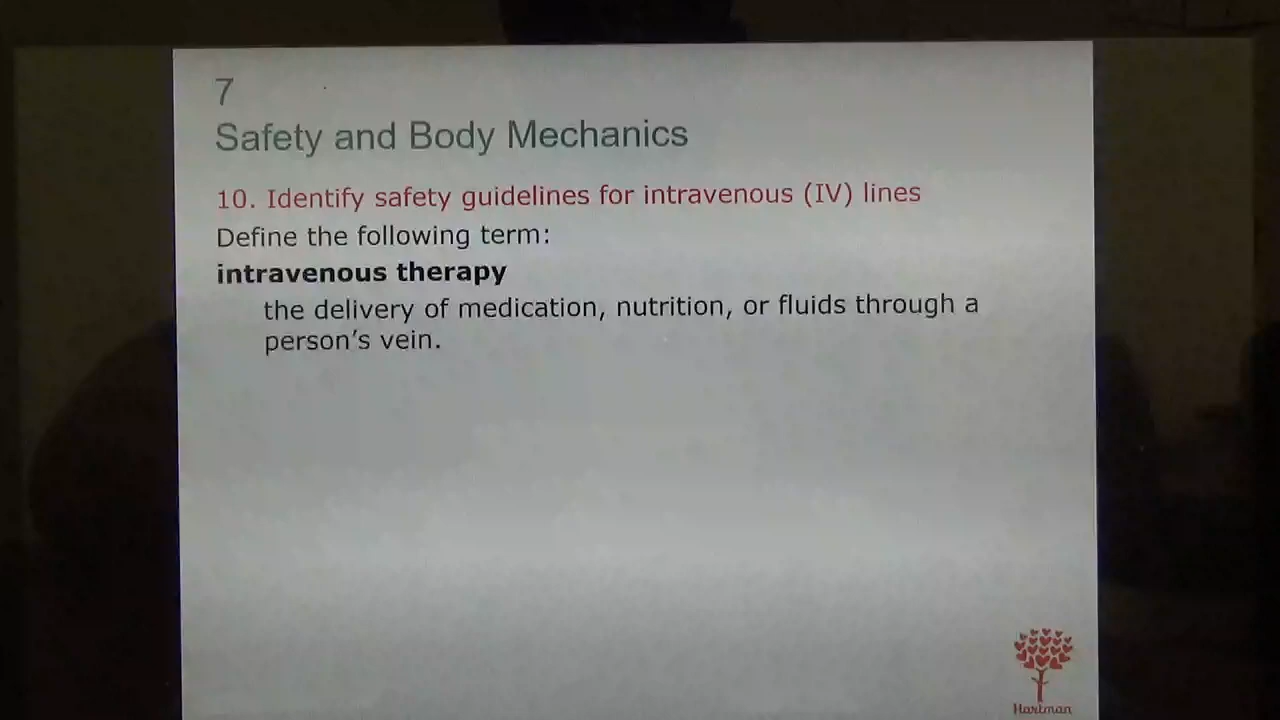 7
Safety and Body Mechanics
10. Identify safety guidelines for intravenous (IV) lines
Define the following term:
intravenous therapy
the delivery of medication, nutrition, or fluids through a
person’s vein.
Hartman